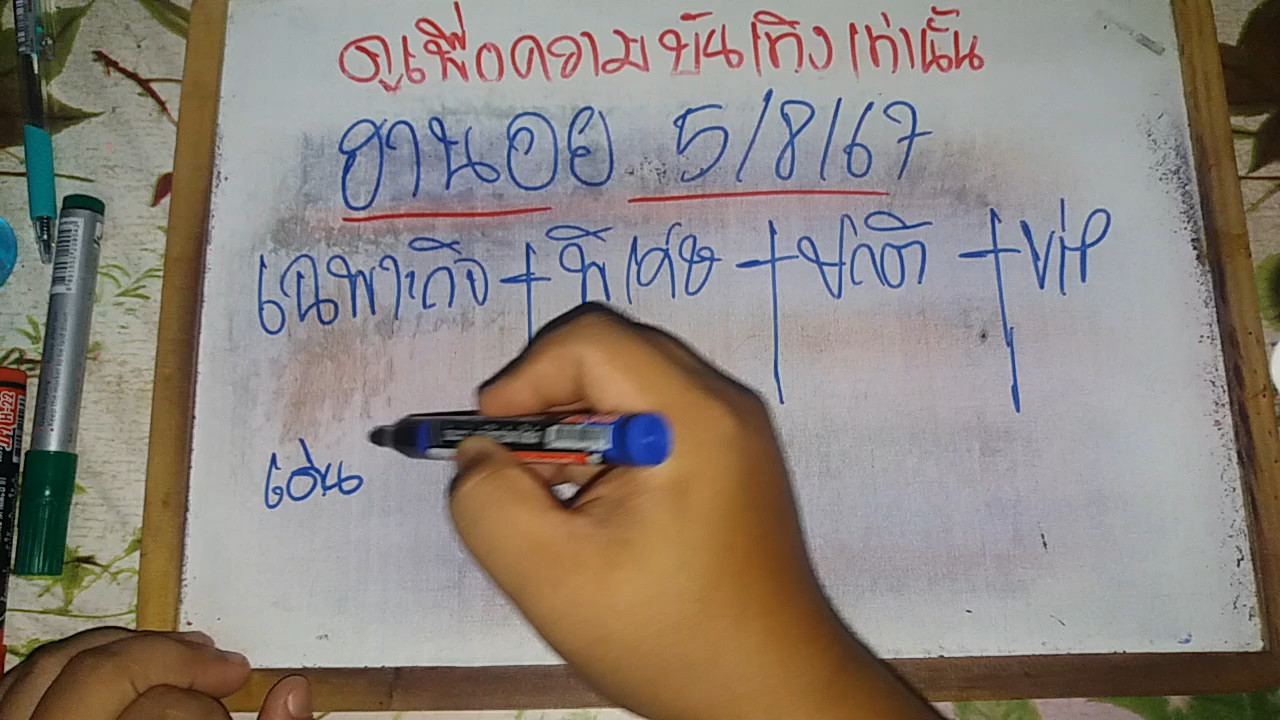 ดูเพื่อความบันเทิงเท่านั้น
ฮานอย 5/8/67
เฉพาะกิจ + พิเศษ + ปกติ + VIP
เด่น